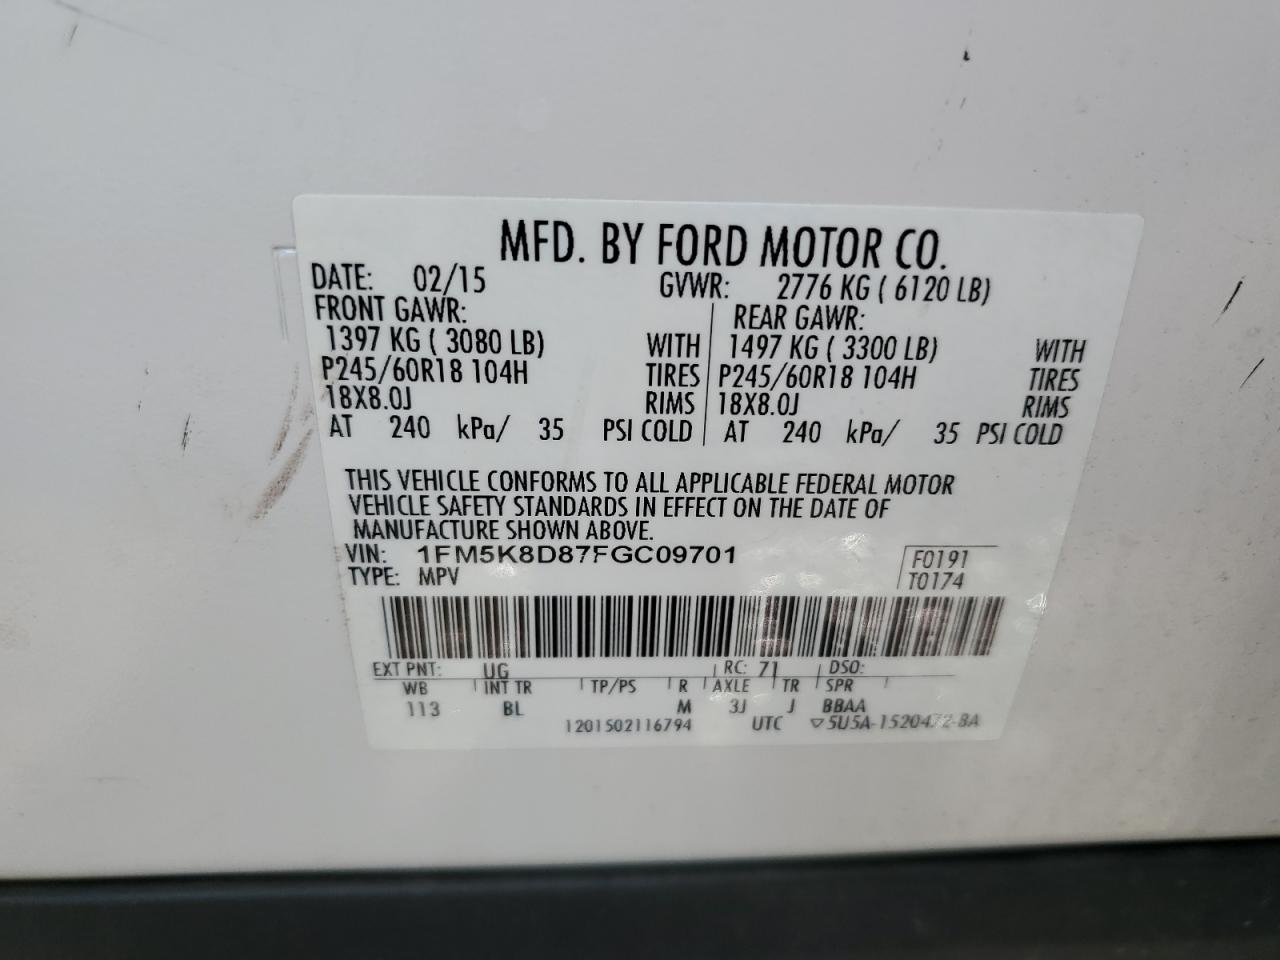 MFD. BY FORD MOTOR CO.
DATE: 02/15 GVWR: 2776 KG ( 6120 LB)
FRONT GAWR: REAR GAWR:
1397 KG ( 3080 LB) WITH 1497 KG ( 3300 LB) WITH
P245/60R18 104H TIRES P245/60R18 104H TIRES
18X8.0J RIMS 18X8.0J RIMS
AT 240 kPa/ 35 PSI COLD AT 240 kPa/ 35 PSI COLD
THIS VEHICLE CONFORMS TO ALL APPLICABLE FEDERAL MOTOR
VEHICLE SAFETY STANDARDS IN EFFECT ON THE DATE OF
MANUFACTURE SHOWN ABOVE.
VIN: 1FM5K8D87FGC09701 F0191
TYPE: MPV T0174
EXT PNT: UG RC: 71 DSO:
WB INT TR TP/PS R AXLE TR SPR
113 BL M 3J J BBAA
1201502116794 UTC ▽5U5A-1520472-BA